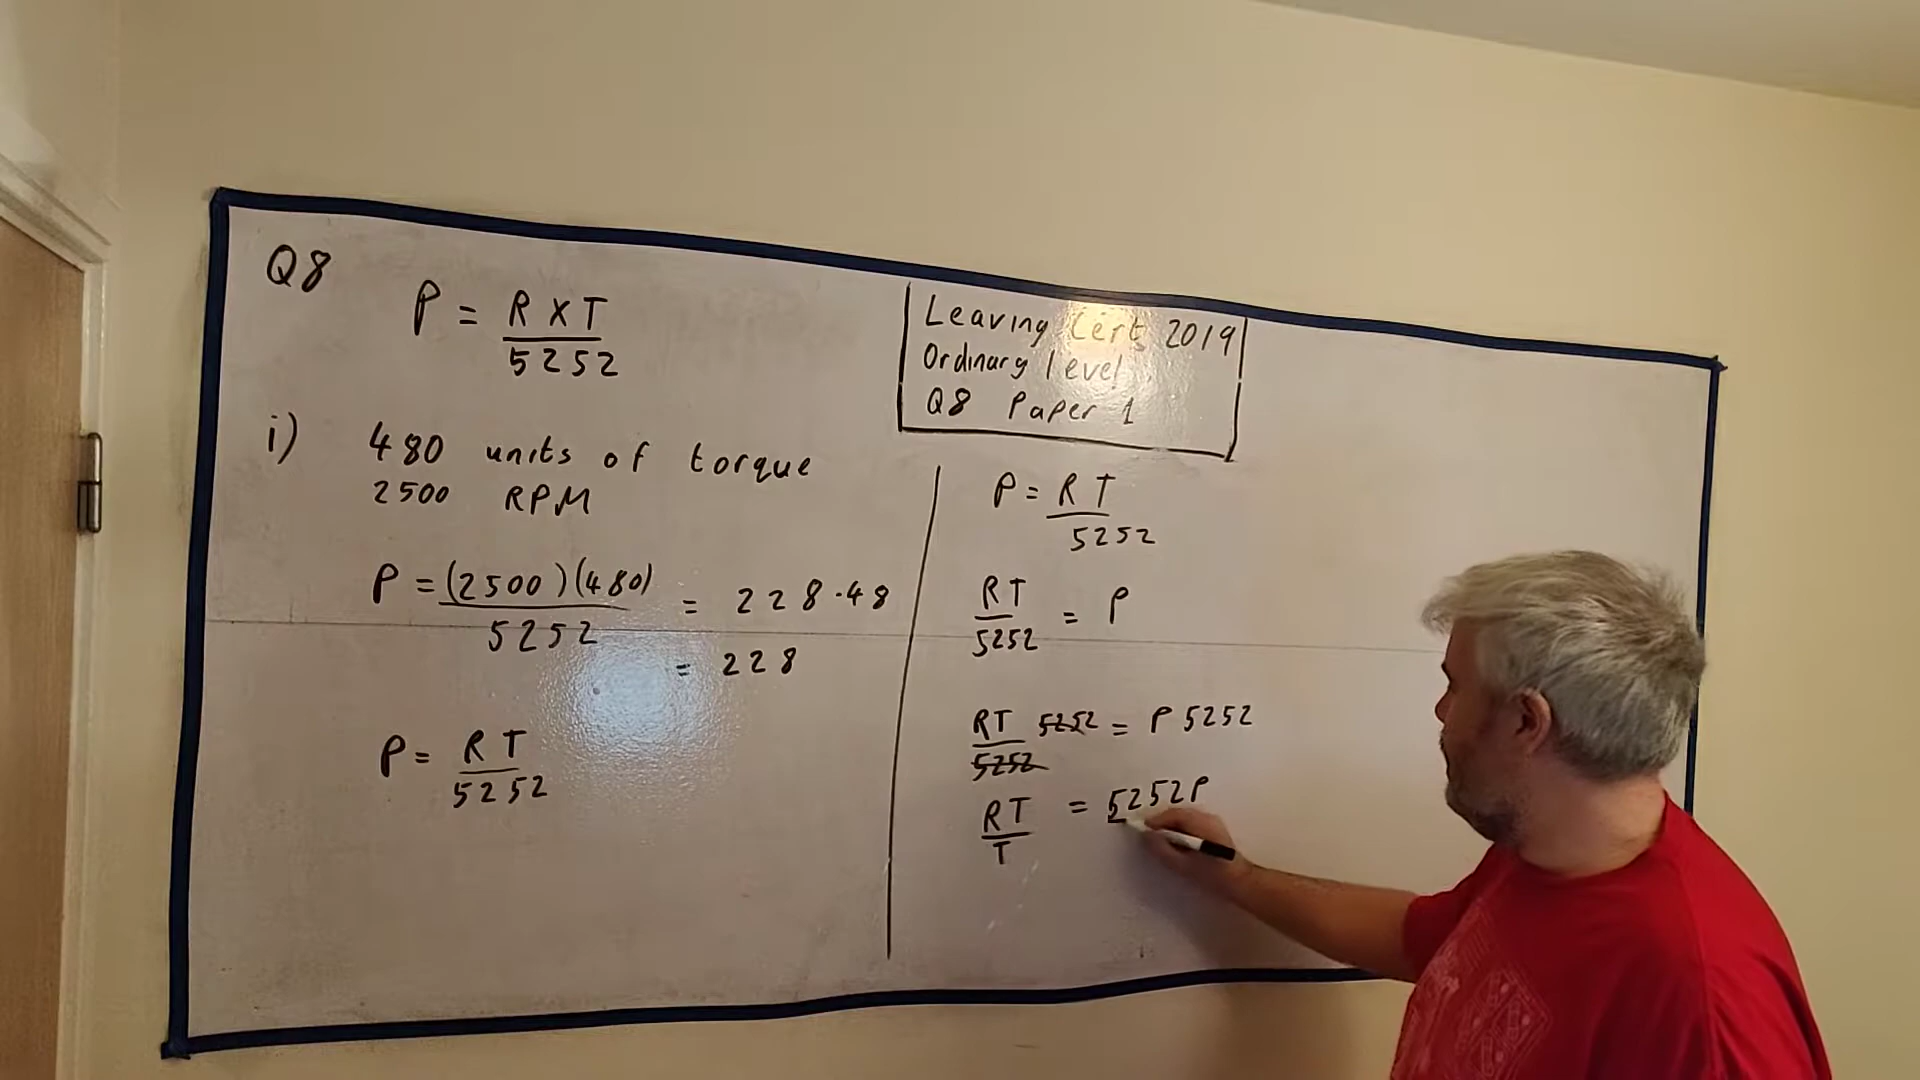 Q8
P = R X T
5252
Leaving Cert 2019
Ordinary level
Q8 Paper 1
i) 480 units of torque
2500 RPM
P = (2500)(480)
5252
= 228.48
= 228
P = RT
5252
P = RT
5252
RT
5252
= P
RT 5252 = P 5252
5252
RT = 5252P
T